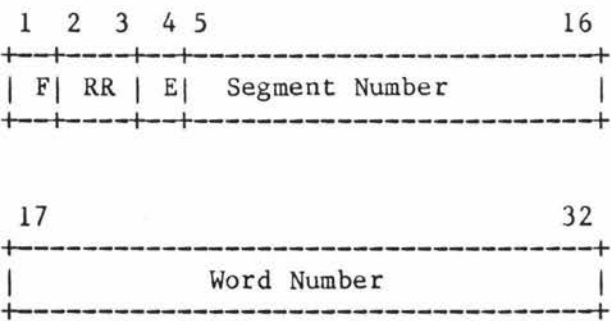 1 2 3 4 5 16
| F| RR | E| Segment Number |
17 32
| Word Number |